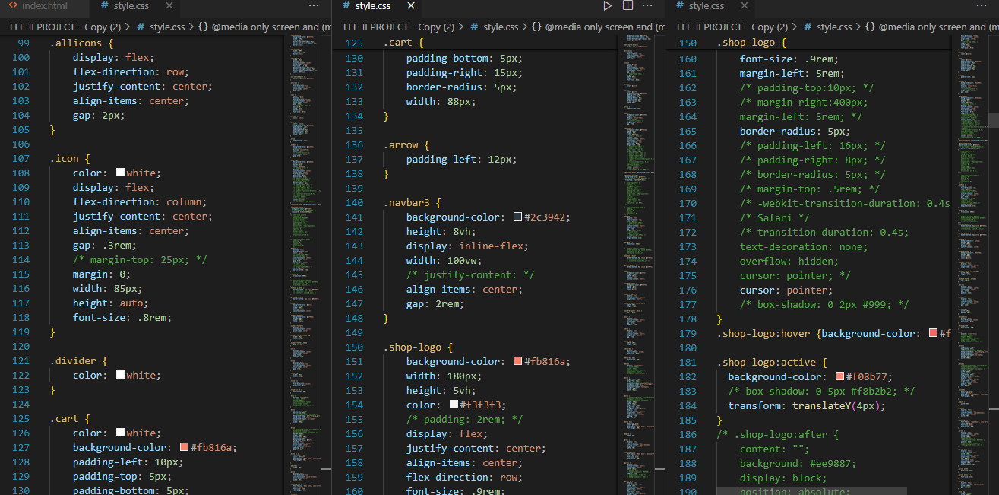 index.html
# style.css
FEE-II PROJECT - Copy (2) > # style.css > {} @media only screen and (m
99 .allicons {
100 display: flex;
101 flex-direction: row;
102 justify-content: center;
103 align-items: center;
104 gap: 2px;
105 }
106
107 .icon {
108 color: white;
109 display: flex;
110 flex-direction: column;
111 justify-content: center;
112 align-items: center;
113 gap: .3rem;
114 /* margin-top: 25px; */
115 margin: 0;
116 width: 85px;
117 height: auto;
118 font-size: .8rem;
119 }
120
121 .divider {
122 color: white;
123 }
124
125 .cart {
126 color: white;
127 background-color: #fb816a;
128 padding-left: 10px;
129 padding-top: 5px;
130 padding-bottom: 5px;
# style.css
FEE-II PROJECT - Copy (2) > # style.css > {} @media only screen and (m
125 .cart {
130 padding-bottom: 5px;
131 padding-right: 15px;
132 border-radius: 5px;
133 width: 88px;
134 }
135
136 .arrow {
137 padding-left: 12px;
138 }
139
140 .navbar3 {
141 background-color: #2c3942;
142 height: 8vh;
143 display: inline-flex;
144 width: 100vw;
145 /* justify-content: */
146 align-items: center;
147 gap: 2rem;
148 }
149
150 .shop-logo {
151 background-color: #fb816a;
152 width: 180px;
153 height: 5vh;
154 color: #f3f3f3;
155 /* padding: 2rem; */
156 display: flex;
157 justify-content: center;
158 align-items: center;
159 flex-direction: row;
160 font-size: .9rem;
# style.css
FEE-II PROJECT - Copy (2) > # style.css > {} @media only screen and (m
150 .shop-logo {
160 font-size: .9rem;
161 margin-left: 5rem;
162 /* padding-top:10px; */
163 /* margin-right:400px;
164 margin-left: 5rem; */
165 border-radius: 5px;
166 /* padding-left: 16px; */
167 /* padding-right: 8px; */
168 /* border-radius: 5px; */
169 /* margin-top: .5rem; */
170 /* -webkit-transition-duration: 0.4s
171 /* Safari */
172 /* transition-duration: 0.4s;
173 text-decoration: none;
174 overflow: hidden;
175 cursor: pointer; */
176 cursor: pointer;
177 /* box-shadow: 0 2px #999; */
178 }
179 .shop-logo:hover {background-color: #f
180
181 .shop-logo:active {
182 background-color: #f08b77;
183 /* box-shadow: 0 5px #f8b2b2; */
184 transform: translateY(4px);
185 }
186 /* .shop-logo:after {
187 content: "";
188 background: #ee9887;
189 display: block;
190 position: absolute;